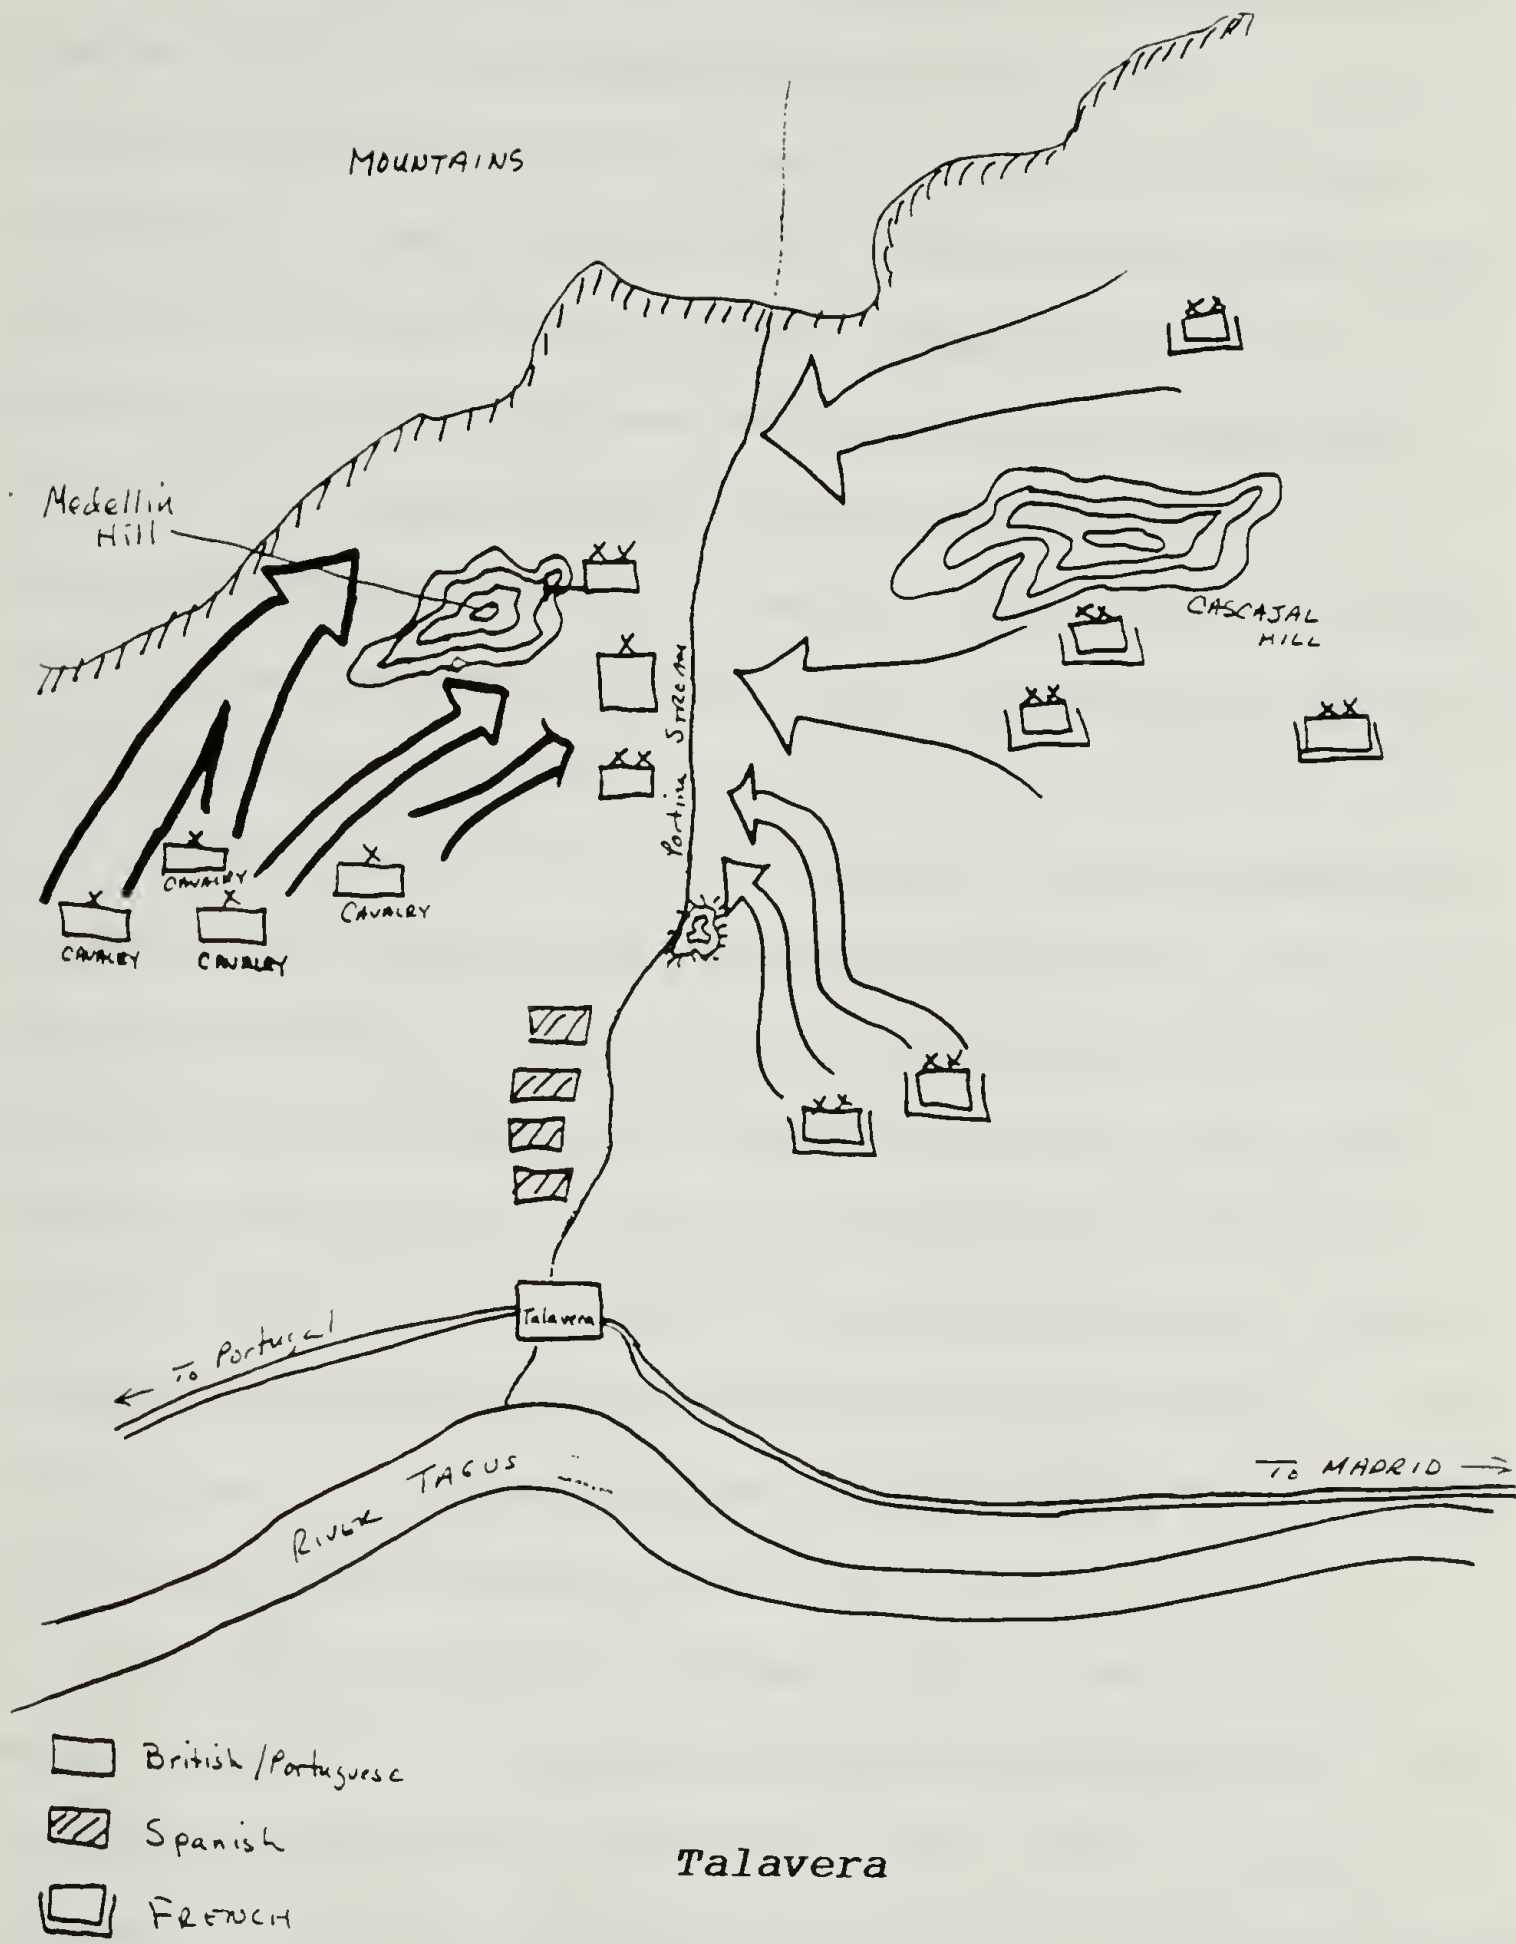 MOUNTAINS
Medellin
Hill
CASCAJAL
HILL
Portina Stream
CAVALRY
CAVALRY
CAVALRY
CAVALRY
Talavera
← To Portugal
To MADRID →
RIVER TAGUS
British/Portuguese
Spanish
FRENCH
Talavera